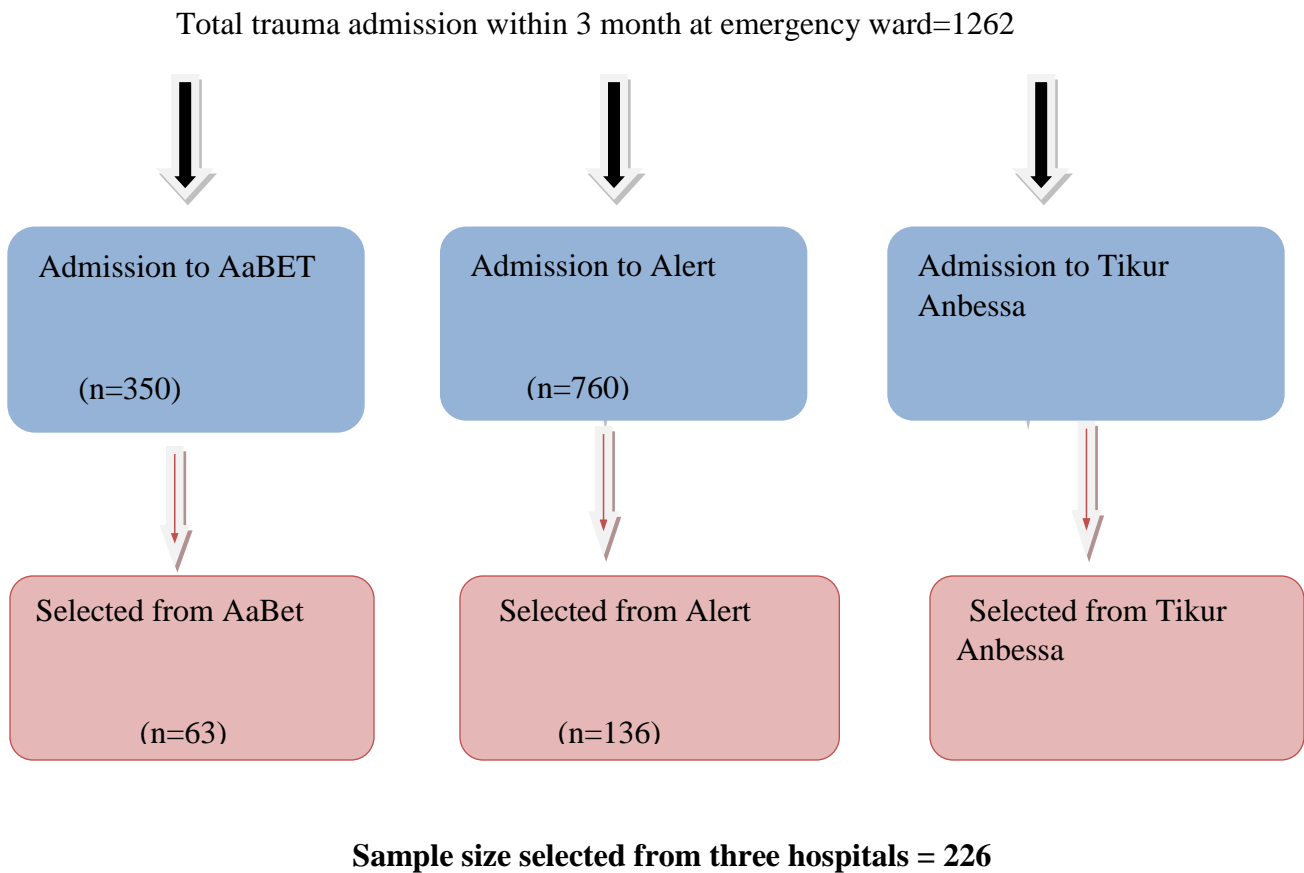 Total trauma admission within 3 month at emergency ward=1262
Admission to AaBET
(n=350)
Admission to Alert
(n=760)
Admission to Tikur
Anbessa
Selected from AaBet
(n=63)
Selected from Alert
(n=136)
Selected from Tikur
Anbessa
Sample size selected from three hospitals = 226